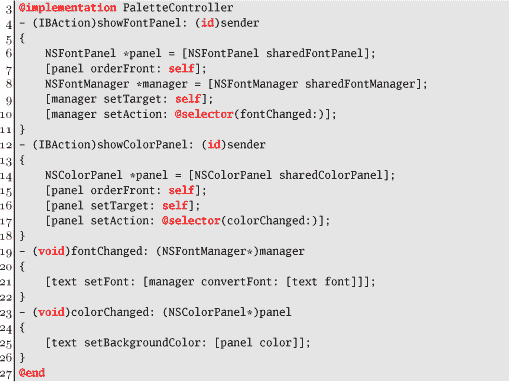 3 @implementation PaletteController
4 - (IBAction)showFontPanel: (id)sender
5 {
6     NSFontPanel *panel = [NSFontPanel sharedFontPanel];
7     [panel orderFront: self];
8     NSFontManager *manager = [NSFontManager sharedFontManager];
9     [manager setTarget: self];
10     [manager setAction: @selector(fontChanged:)];
11 }
12 - (IBAction)showColorPanel: (id)sender
13 {
14     NSColorPanel *panel = [NSColorPanel sharedColorPanel];
15     [panel orderFront: self];
16     [panel setTarget: self];
17     [panel setAction: @selector(colorChanged:)];
18 }
19 - (void)fontChanged: (NSFontManager*)manager
20 {
21     [text setFont: [manager convertFont: [text font]]];
22 }
23 - (void)colorChanged: (NSColorPanel*)panel
24 {
25     [text setBackgroundColor: [panel color]];
26 }
27 @end